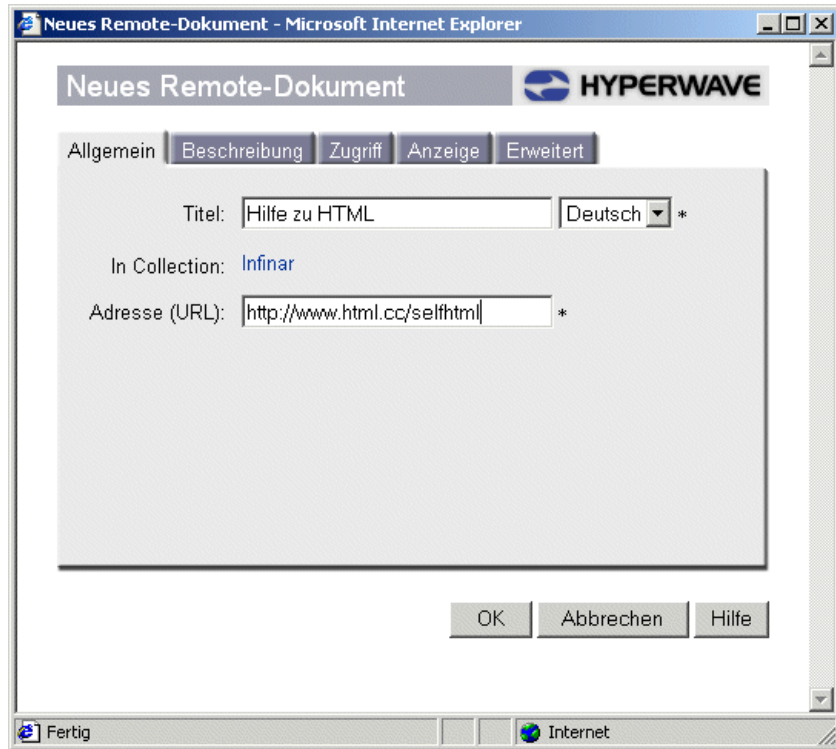 Neues Remote-Dokument - Microsoft Internet Explorer
Neues Remote-Dokument HYPERWAVE
Allgemein Beschreibung Zugriff Anzeige Erweitert
Titel: Hilfe zu HTML Deutsch *
In Collection: Infinar
Adresse (URL): http://www.html.cc/selfhtml *
OK Abbrechen Hilfe
Fertig Internet